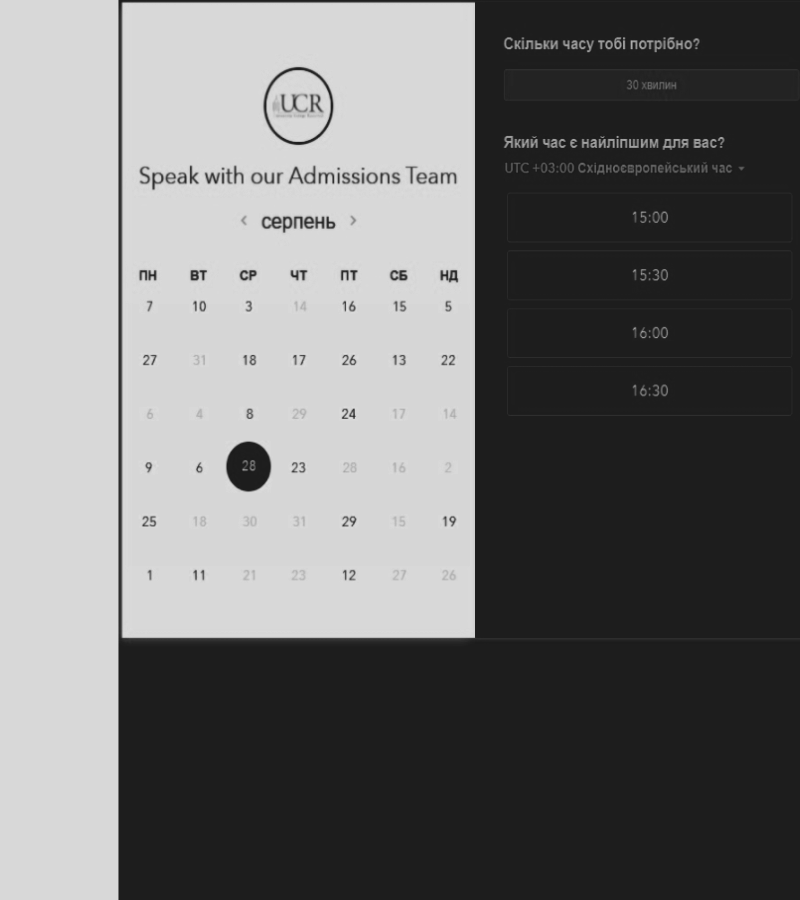 UCR
Speak with our Admissions Team
серпень
ПН ВТ СР ЧТ ПТ СБ НД
7 10 3 14 16 15 5
27 31 18 17 26 13 22
6 4 8 29 24 17 14
9 6 28 23 28 16 2
25 18 30 31 29 15 19
1 11 21 23 12 27 26
Скільки часу тобі потрібно?
30 хвилин
Який час є найліпшим для вас?
UTC +03:00 Східноєвропейський час
15:00
15:30
16:00
16:30